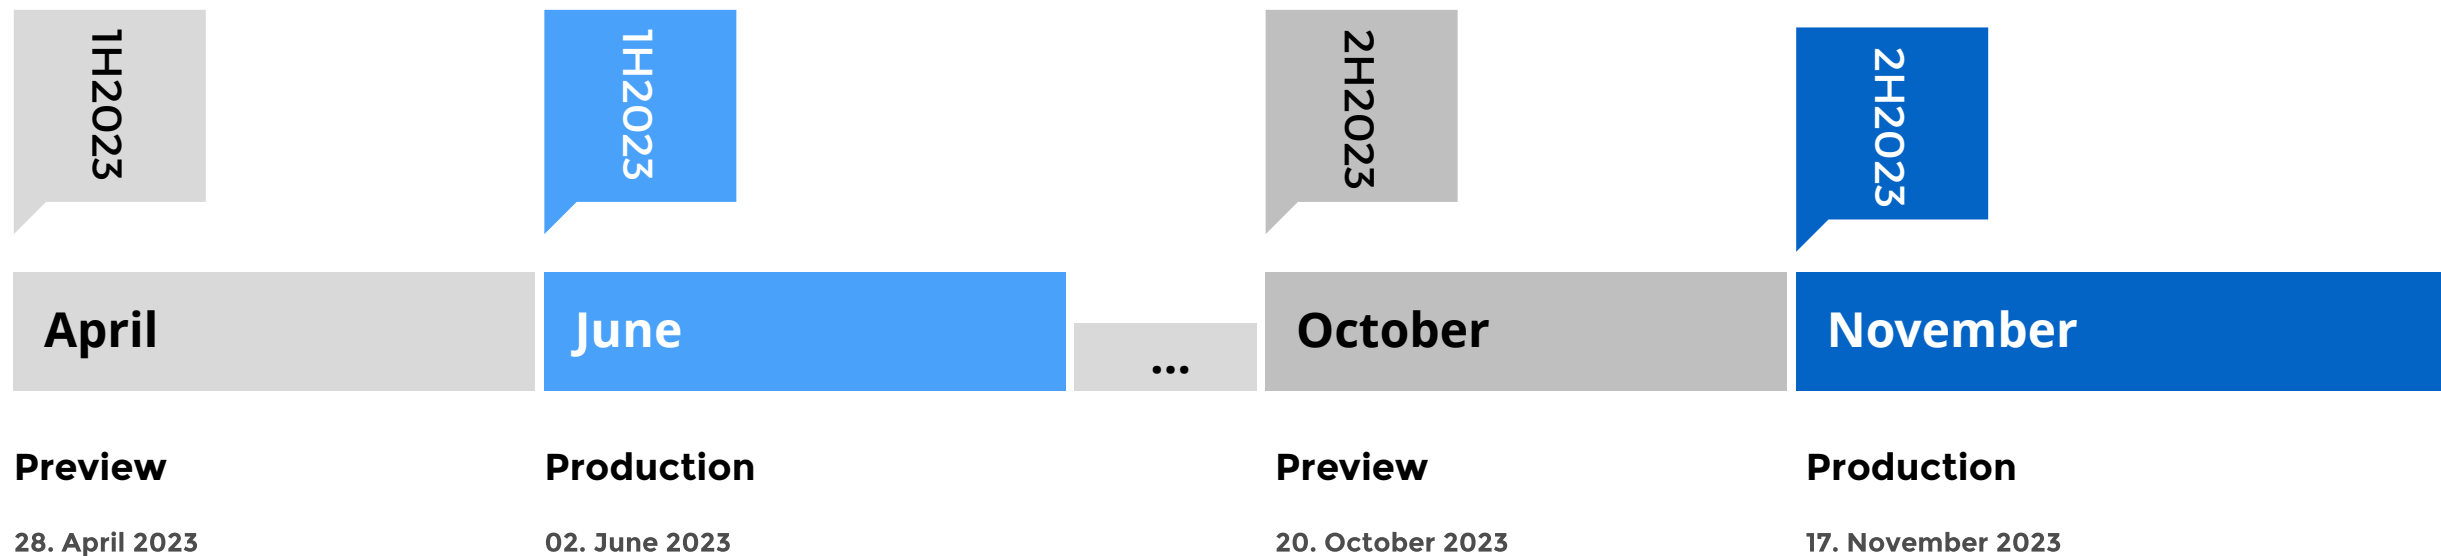 1H2023
1H2023
2H2023
2H2023
April
June
...
October
November
Preview
Production
Preview
Production
28. April 2023
02. June 2023
20. October 2023
17. November 2023